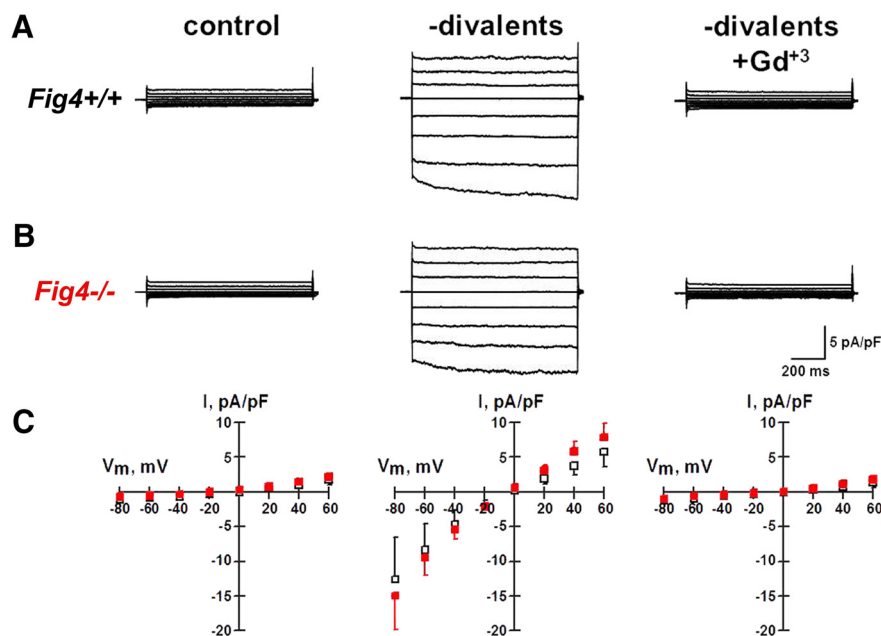 A
control
-divalents
-divalents
+Gd+3
Fig4+/+
B
Fig4-/-
5 pA/pF
200 ms
C
I, pA/pF
I, pA/pF
I, pA/pF
Vm, mV
Vm, mV
Vm, mV
10
5
-5
-10
-15
-20
-80 -60 -40 -20 0 20 40 60
10
5
-5
-10
-15
-20
-80 -60 -40 -20 0 20 40 60
10
5
-5
-10
-15
-20
-80 -60 -40 -20 0 20 40 60